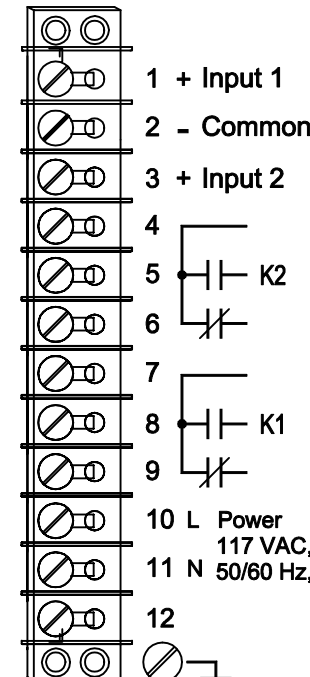 1 + Input 1
2 - Common
3 + Input 2
4
5 K2
6
7
8 K1
9
10 L Power
117 VAC,
11 N 50/60 Hz,
12